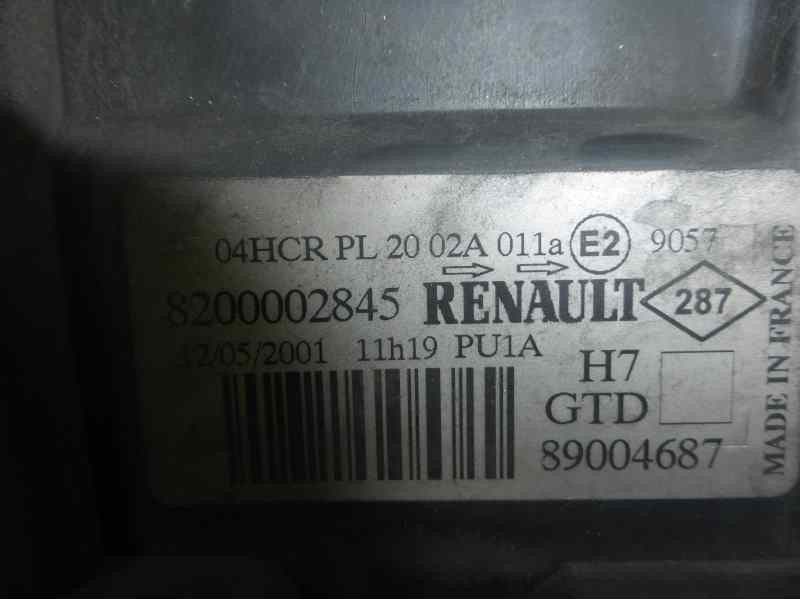 04HCR PL 20 02A 011a E2 9057
8200002845 RENAULT 287
12/05/2001 11h19 PU1A
H7
GTD
89004687
MADE IN FRANCE